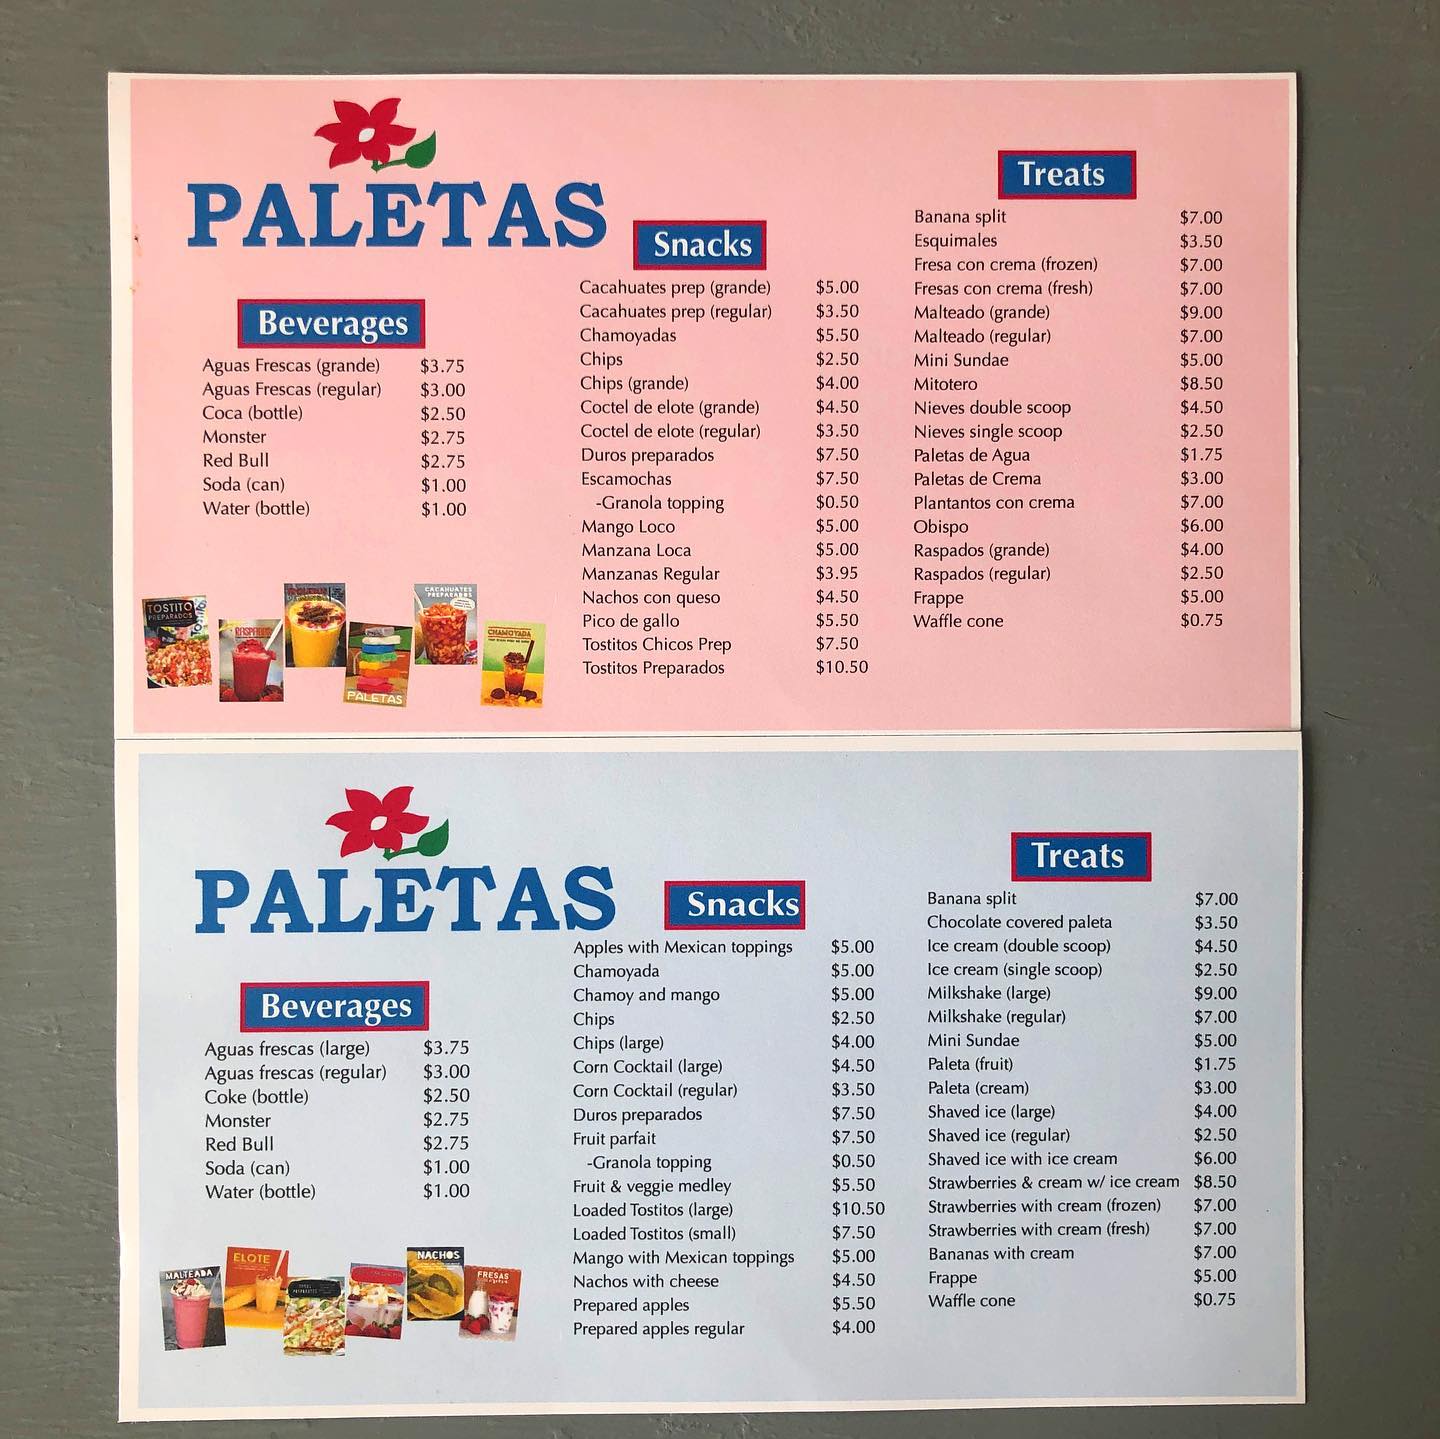 PALETAS
Beverages
Aguas Frescas (grande) $3.75
Aguas Frescas (regular) $3.00
Coca (bottle) $2.50
Monster $2.75
Red Bull $2.75
Soda (can) $1.00
Water (bottle) $1.00
TOSTITO
PREPARADOS
RASPADOS
PALETAS
CACAHUATES
PREPARADOS
CHAMOYADA
Snacks
Cacahuates prep (grande) $5.00
Cacahuates prep (regular) $3.50
Chamoyadas $5.50
Chips $2.50
Chips (grande) $4.00
Coctel de elote (grande) $4.50
Coctel de elote (regular) $3.50
Duros preparados $7.50
Escamochas $7.50
-Granola topping $0.50
Mango Loco $5.00
Manzana Loca $5.00
Manzanas Regular $3.95
Nachos con queso $4.50
Pico de gallo $5.50
Tostitos Chicos Prep $7.50
Tostitos Preparados $10.50
Treats
Banana split $7.00
Esquimales $3.50
Fresa con crema (frozen) $7.00
Fresas con crema (fresh) $7.00
Malteado (grande) $9.00
Malteado (regular) $7.00
Mini Sundae $5.00
Mitotero $8.50
Nieves double scoop $4.50
Nieves single scoop $2.50
Paletas de Agua $1.75
Paletas de Crema $3.00
Plantantos con crema $7.00
Obispo $6.00
Raspados (grande) $4.00
Raspados (regular) $2.50
Frappe $5.00
Waffle cone $0.75
PALETAS
Beverages
Aguas frescas (large) $3.75
Aguas frescas (regular) $3.00
Coke (bottle) $2.50
Monster $2.75
Red Bull $2.75
Soda (can) $1.00
Water (bottle) $1.00
MALTEADA
ELOTE
NACHOS
FRESAS
Snacks
Apples with Mexican toppings $5.00
Chamoyada $5.00
Chamoy and mango $5.00
Chips $2.50
Chips (large) $4.00
Corn Cocktail (large) $4.50
Corn Cocktail (regular) $3.50
Duros preparados $7.50
Fruit parfait $7.50
-Granola topping $0.50
Fruit & veggie medley $5.50
Loaded Tostitos (large) $10.50
Loaded Tostitos (small) $7.50
Mango with Mexican toppings $5.00
Nachos with cheese $4.50
Prepared apples $5.50
Prepared apples regular $4.00
Treats
Banana split $7.00
Chocolate covered paleta $3.50
Ice cream (double scoop) $4.50
Ice cream (single scoop) $2.50
Milkshake (large) $9.00
Milkshake (regular) $7.00
Mini Sundae $5.00
Paleta (fruit) $1.75
Paleta (cream) $3.00
Shaved ice (large) $4.00
Shaved ice (regular) $2.50
Shaved ice with ice cream $6.00
Strawberries & cream w/ ice cream $8.50
Strawberries with cream (frozen) $7.00
Strawberries with cream (fresh) $7.00
Bananas with cream $7.00
Frappe $5.00
Waffle cone $0.75